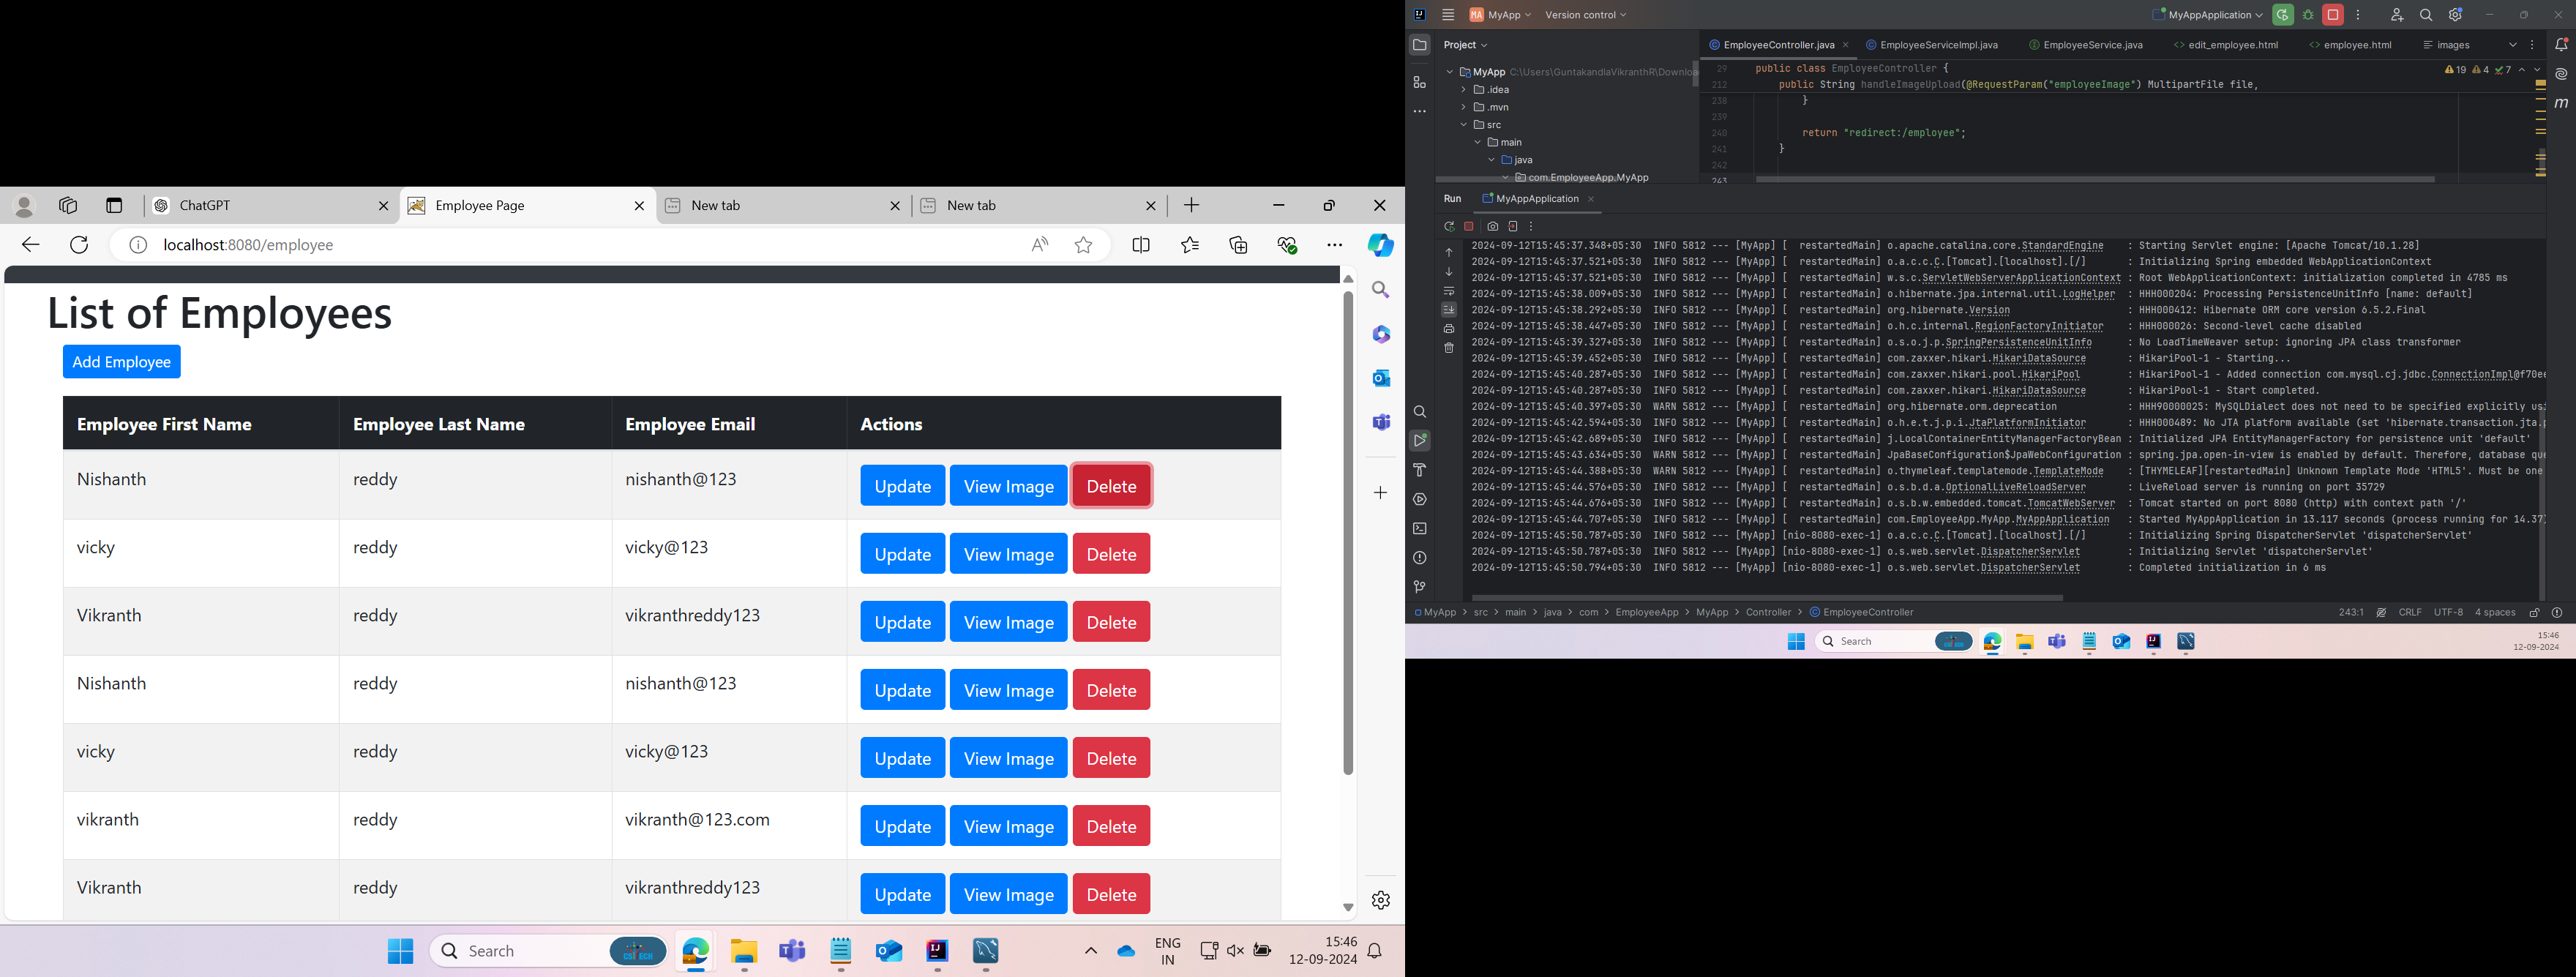 ChatGPT
Employee Page
New tab
New tab
localhost:8080/employee
List of Employees
Add Employee
Employee First Name Employee Last Name Employee Email Actions
Nishanth reddy nishanth@123 Update View Image Delete
vicky reddy vicky@123 Update View Image Delete
Vikranth reddy vikranthreddy123 Update View Image Delete
Nishanth reddy nishanth@123 Update View Image Delete
vicky reddy vicky@123 Update View Image Delete
vikranth reddy vikranth@123.com Update View Image Delete
Vikranth reddy vikranthreddy123 Update View Image Delete
Search
ENG
IN
15:46
12-09-2024
MA MyApp Version control MyAppApplication
Project
EmployeeController.java EmployeeServiceImpl.java EmployeeService.java edit_employee.html employee.html images
MyApp C:\Users\GuntakandlaVikranthR\Downloa
.idea
.mvn
src
main
java
com.EmployeeApp.MyApp
19 4 7
29 public class EmployeeController {
212 public String handleImageUpload(@RequestParam("employeeImage") MultipartFile file,
238 }
239
240 return "redirect:/employee";
241 }
242
243
Run MyAppApplication
2024-09-12T15:45:37.348+05:30 INFO 5812 --- [MyApp] [ restartedMain] o.apache.catalina.core.StandardEngine : Starting Servlet engine: [Apache Tomcat/10.1.28]
2024-09-12T15:45:37.521+05:30 INFO 5812 --- [MyApp] [ restartedMain] o.a.c.c.C.[Tomcat].[localhost].[/] : Initializing Spring embedded WebApplicationContext
2024-09-12T15:45:37.521+05:30 INFO 5812 --- [MyApp] [ restartedMain] w.s.c.ServletWebServerApplicationContext : Root WebApplicationContext: initialization completed in 4785 ms
2024-09-12T15:45:38.009+05:30 INFO 5812 --- [MyApp] [ restartedMain] o.hibernate.jpa.internal.util.LogHelper : HHH000204: Processing PersistenceUnitInfo [name: default]
2024-09-12T15:45:38.292+05:30 INFO 5812 --- [MyApp] [ restartedMain] org.hibernate.Version : HHH000412: Hibernate ORM core version 6.5.2.Final
2024-09-12T15:45:38.447+05:30 INFO 5812 --- [MyApp] [ restartedMain] o.h.c.internal.RegionFactoryInitiator : HHH000026: Second-level cache disabled
2024-09-12T15:45:39.327+05:30 INFO 5812 --- [MyApp] [ restartedMain] o.s.o.j.p.SpringPersistenceUnitInfo : No LoadTimeWeaver setup: ignoring JPA class transformer
2024-09-12T15:45:39.452+05:30 INFO 5812 --- [MyApp] [ restartedMain] com.zaxxer.hikari.HikariDataSource : HikariPool-1 - Starting...
2024-09-12T15:45:40.287+05:30 INFO 5812 --- [MyApp] [ restartedMain] com.zaxxer.hikari.pool.HikariPool : HikariPool-1 - Added connection com.mysql.cj.jdbc.ConnectionImpl@f70ee
2024-09-12T15:45:40.287+05:30 INFO 5812 --- [MyApp] [ restartedMain] com.zaxxer.hikari.HikariDataSource : HikariPool-1 - Start completed.
2024-09-12T15:45:40.397+05:30 WARN 5812 --- [MyApp] [ restartedMain] org.hibernate.orm.deprecation : HHH90000025: MySQLDialect does not need to be specified explicitly usi
2024-09-12T15:45:42.594+05:30 INFO 5812 --- [MyApp] [ restartedMain] o.h.e.t.j.p.i.JtaPlatformInitiator : HHH000489: No JTA platform available (set 'hibernate.transaction.jta.p
2024-09-12T15:45:42.689+05:30 INFO 5812 --- [MyApp] [ restartedMain] j.LocalContainerEntityManagerFactoryBean : Initialized JPA EntityManagerFactory for persistence unit 'default'
2024-09-12T15:45:43.634+05:30 WARN 5812 --- [MyApp] [ restartedMain] JpaBaseConfiguration$JpaWebConfiguration : spring.jpa.open-in-view is enabled by default. Therefore, database que
2024-09-12T15:45:44.388+05:30 WARN 5812 --- [MyApp] [ restartedMain] o.thymeleaf.templatemode.TemplateMode : [THYMELEAF][restartedMain] Unknown Template Mode 'HTML5'. Must be one
2024-09-12T15:45:44.576+05:30 INFO 5812 --- [MyApp] [ restartedMain] o.s.b.d.a.OptionalLiveReloadServer : LiveReload server is running on port 35729
2024-09-12T15:45:44.676+05:30 INFO 5812 --- [MyApp] [ restartedMain] o.s.b.w.embedded.tomcat.TomcatWebServer : Tomcat started on port 8080 (http) with context path '/'
2024-09-12T15:45:44.707+05:30 INFO 5812 --- [MyApp] [ restartedMain] com.EmployeeApp.MyApp.MyAppApplication : Started MyAppApplication in 13.117 seconds (process running for 14.37
2024-09-12T15:45:50.787+05:30 INFO 5812 --- [MyApp] [nio-8080-exec-1] o.a.c.c.C.[Tomcat].[localhost].[/] : Initializing Spring DispatcherServlet 'dispatcherServlet'
2024-09-12T15:45:50.787+05:30 INFO 5812 --- [MyApp] [nio-8080-exec-1] o.s.web.servlet.DispatcherServlet : Initializing Servlet 'dispatcherServlet'
2024-09-12T15:45:50.794+05:30 INFO 5812 --- [MyApp] [nio-8080-exec-1] o.s.web.servlet.DispatcherServlet : Completed initialization in 6 ms
MyApp > src > main > java > com > EmployeeApp > MyApp > Controller > EmployeeController 243:1 CRLF UTF-8 4 spaces
Search
15:46
12-09-2024